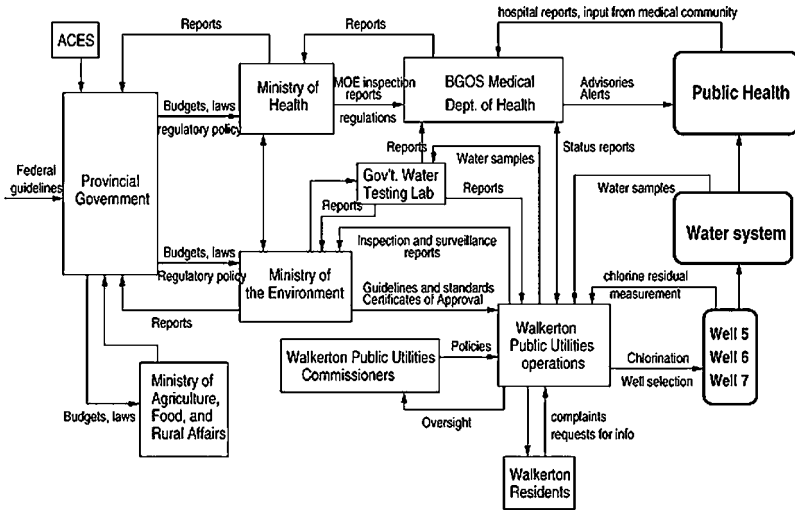 hospital reports, input from medical community
ACES
Reports
Reports
Ministry of
Health
MOE inspection
reports
regulations
BGOS Medical
Dept. of Health
Advisories
Alerts
Public Health
Budgets, laws
regulatory policy
Federal
guidelines
Provincial
Government
Reports
Water samples
Status reports
Gov't. Water
Testing Lab
Reports
Reports
Water samples
Water system
Inspection and surveillance
reports
Budgets, laws
Regulatory policy
Ministry of
the Environment
Guidelines and standards
Certificates of Approval
chlorine residual
measurement
Reports
Walkerton
Public Utilities
operations
Well 5
Well 6
Well 7
Policies
Walkerton Public Utilities
Commissioners
Chlorination
Well selection
Ministry of
Agriculture,
Food, and
Rural Affairs
Budgets, laws
Oversight
complaints
requests for info
Walkerton
Residents